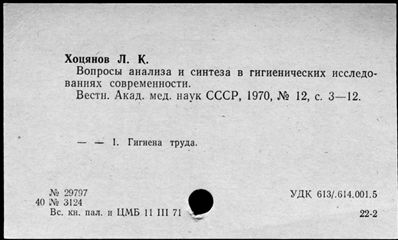 Хоцянов Л. К.
Вопросы анализа и синтеза в гигиенических исследо-
ваниях современности.
Вестн. Акад. мед. наук СССР, 1970, № 12, с. 3—12.
— — 1. Гигиена труда.
№ 29797
40 № 3124
Вс. кн. пал. и ЦМБ 11 III 71
УДК 613/.614.001.5
22-2